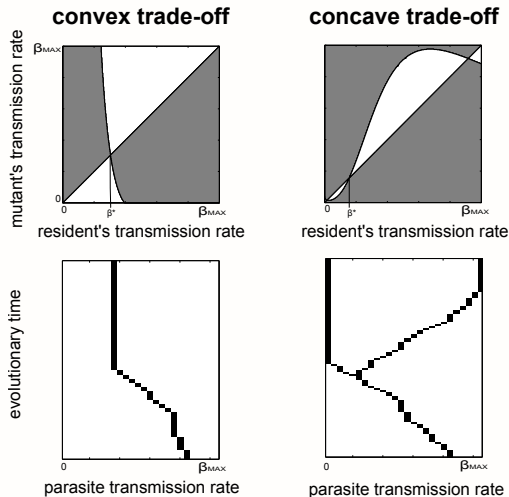 convex trade-off
concave trade-off
mutant's transmission rate
βMAX
0
0
β*
βMAX
resident's transmission rate
0
β*
βMAX
resident's transmission rate
evolutionary time
0
βMAX
parasite transmission rate
0
βMAX
parasite transmission rate